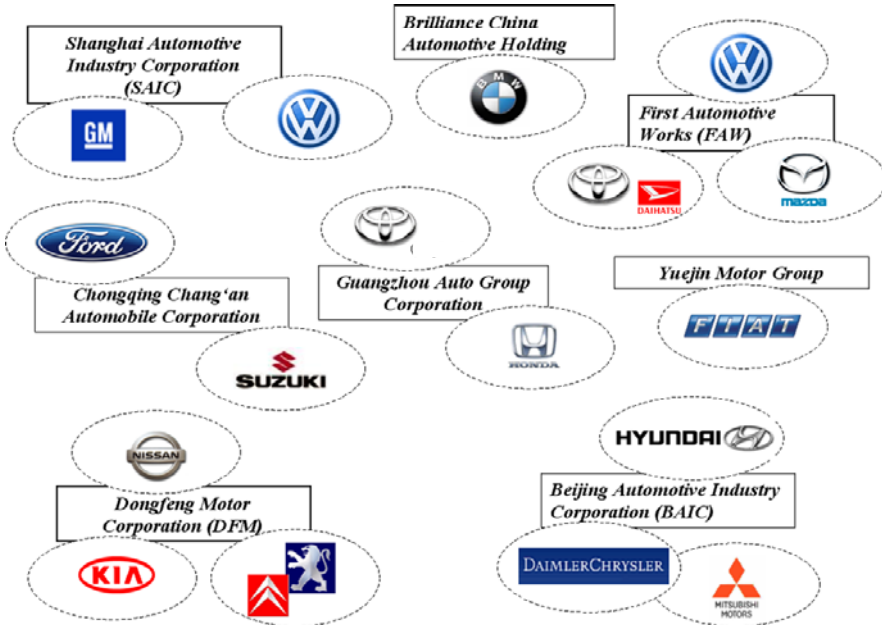 Shanghai Automotive
Industry Corporation
(SAIC)
GM
Brilliance China
Automotive Holding
BMW
First Automotive
Works (FAW)
DAIHATSU
mazda
Ford
Chongqing Chang‘an
Automobile Corporation
SUZUKI
Guangzhou Auto Group
Corporation
HONDA
Yuejin Motor Group
FIAT
NISSAN
Dongfeng Motor
Corporation (DFM)
KIA
HYUNDAI
Beijing Automotive Industry
Corporation (BAIC)
DAIMLERCHRYSLER
MITSUBISHI
MOTORS